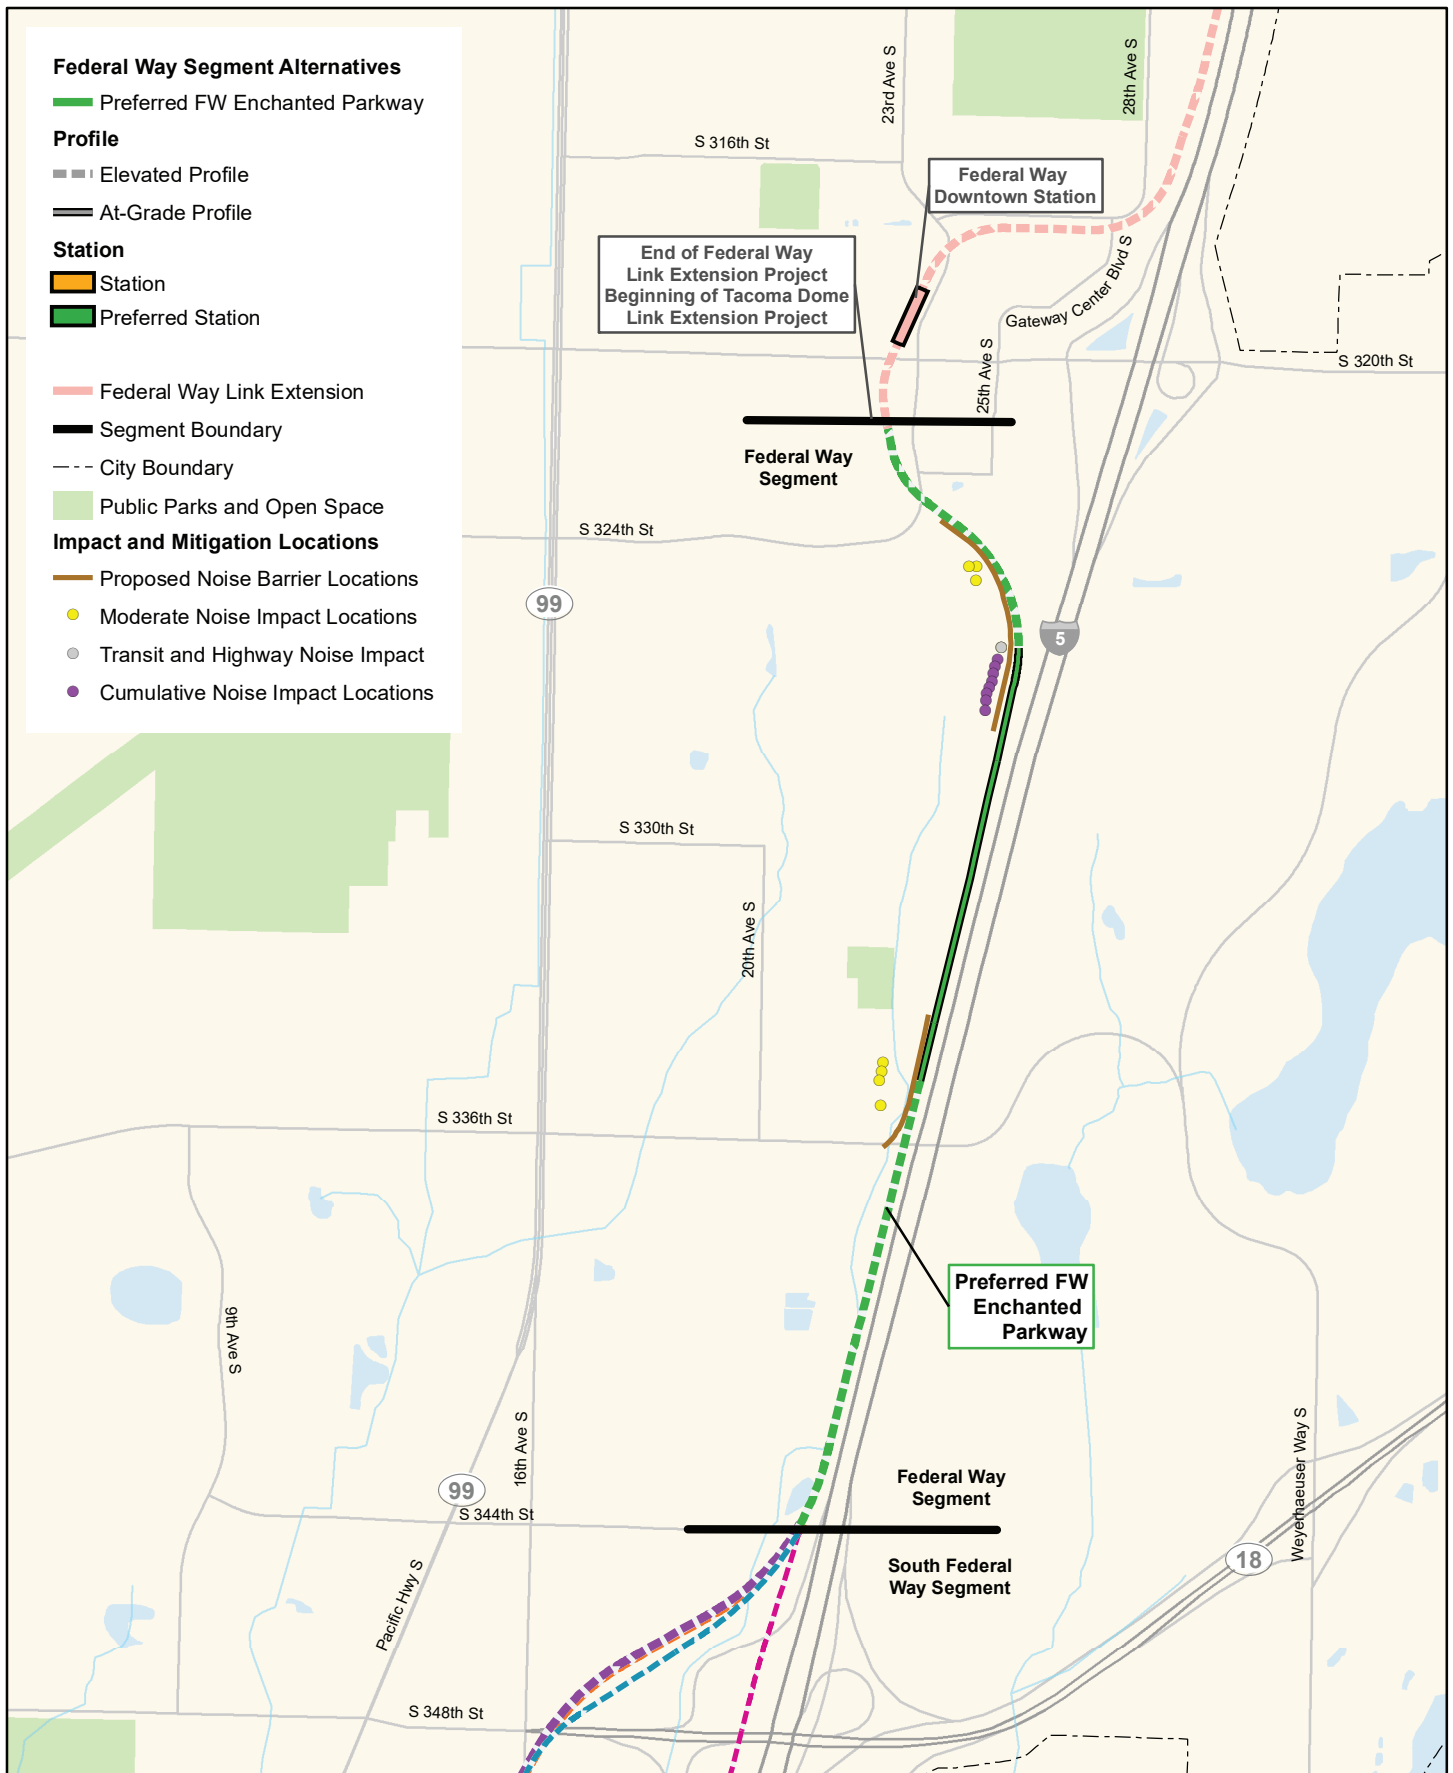 Federal Way Segment Alternatives
Preferred FW Enchanted Parkway
Profile
Elevated Profile
At-Grade Profile
Station
Station
Preferred Station
Federal Way Link Extension
Segment Boundary
City Boundary
Public Parks and Open Space
Impact and Mitigation Locations
Proposed Noise Barrier Locations
Moderate Noise Impact Locations
Transit and Highway Noise Impact
Cumulative Noise Impact Locations
23rd Ave S
28th Ave S
S 316th St
Federal Way
Downtown Station
End of Federal Way
Link Extension Project
Beginning of Tacoma Dome
Link Extension Project
Gateway Center Blvd S
25th Ave S
S 320th St
Federal Way
Segment
S 324th St
99
5
S 330th St
20th Ave S
S 336th St
Preferred FW
Enchanted
Parkway
9th Ave S
16th Ave S
Weyerhaeuser Way S
99
Federal Way
Segment
S 344th St
18
South Federal
Way Segment
Pacific Hwy S
S 348th St